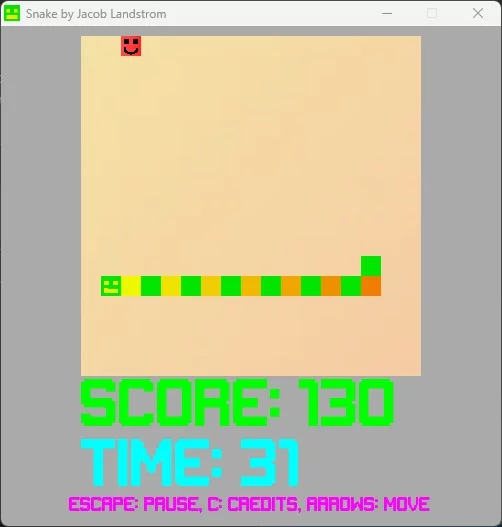 Snake by Jacob Landstrom
SCORE: 130
TIME: 31
ESCAPE: PAUSE, C: CREDITS, ARROWS: MOVE